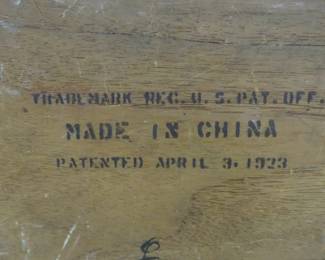 TRADEMARK REG. U. S. PAT. OFF.
MADE IN CHINA
PATENTED APRIL 3. 1923